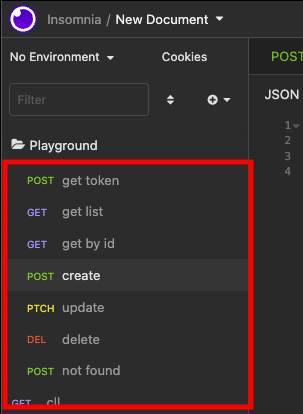 Insomnia / New Document
No Environment
Cookies
POST
Filter
JSON
Playground
1
2
3
4
POST get token
GET get list
GET get by id
POST create
PTCH update
DEL delete
POST not found
GET cll